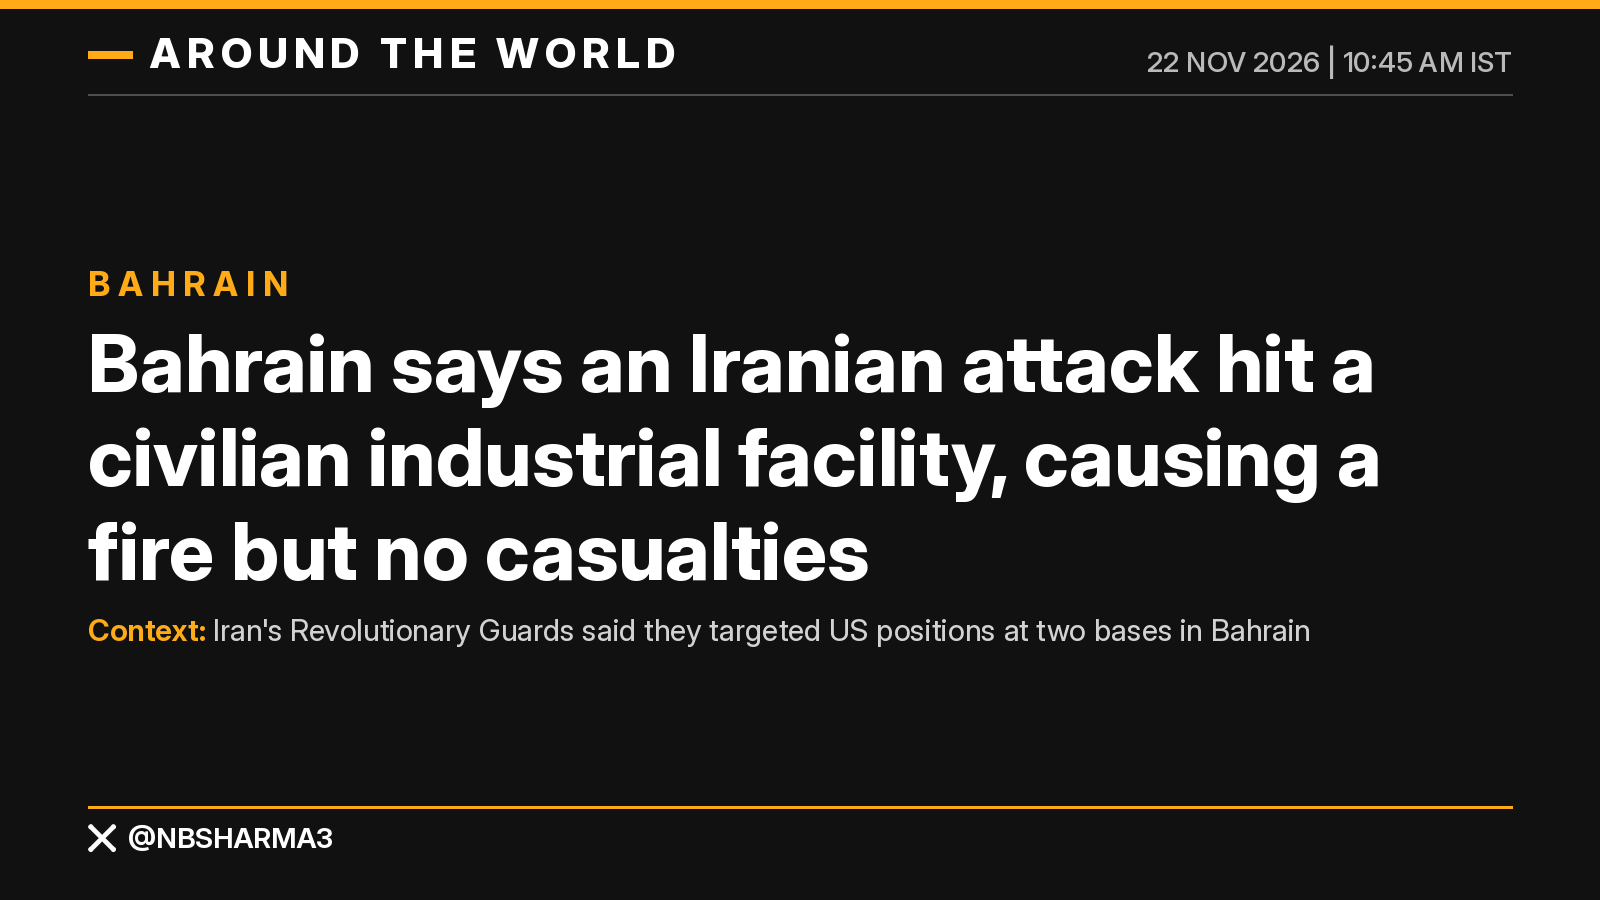 AROUND THE WORLD
22 NOV 2026 | 10:45 AM IST
BAHRAIN
Bahrain says an Iranian attack hit a
civilian industrial facility, causing a
fire but no casualties
Context: Iran's Revolutionary Guards said they targeted US positions at two bases in Bahrain
@NBSHARMA3